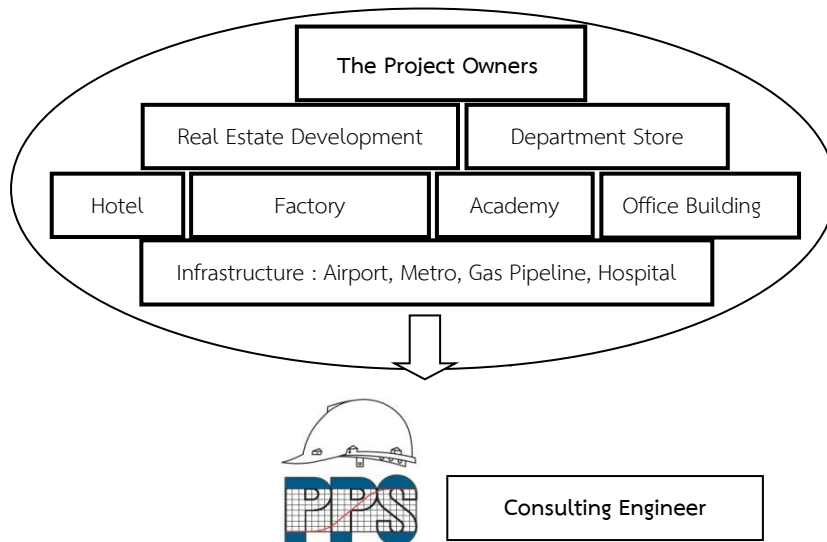 The Project Owners
Real Estate Development
Department Store
Hotel
Factory
Academy
Office Building
Infrastructure : Airport, Metro, Gas Pipeline, Hospital
PPS
Consulting Engineer